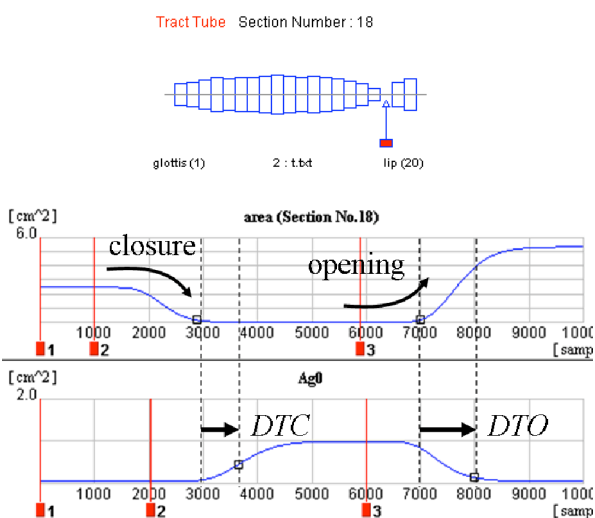 Tract Tube Section Number : 18
glottis (1) 2 : t.txt lip (20)
[cm^2] area (Section No.18)
6.0
closure
opening
1000 2000 3000 4000 5000 6000 7000 8000 9000 1000
1 2 3 [samp
[cm^2] Ag0
2.0
DTC DTO
1000 2000 3000 4000 5000 6000 7000 8000 9000 1000
1 2 3 [samp